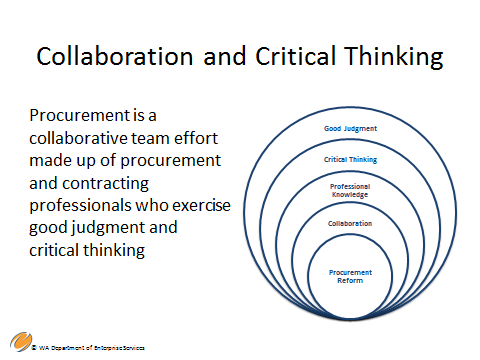 Collaboration and Critical Thinking
Procurement is a
collaborative team effort
made up of procurement
and contracting
professionals who exercise
good judgment and
critical thinking
Good Judgment
Critical Thinking
Professional
Knowledge
Collaboration
Procurement
Reform
© WA Department of Enterprise Services